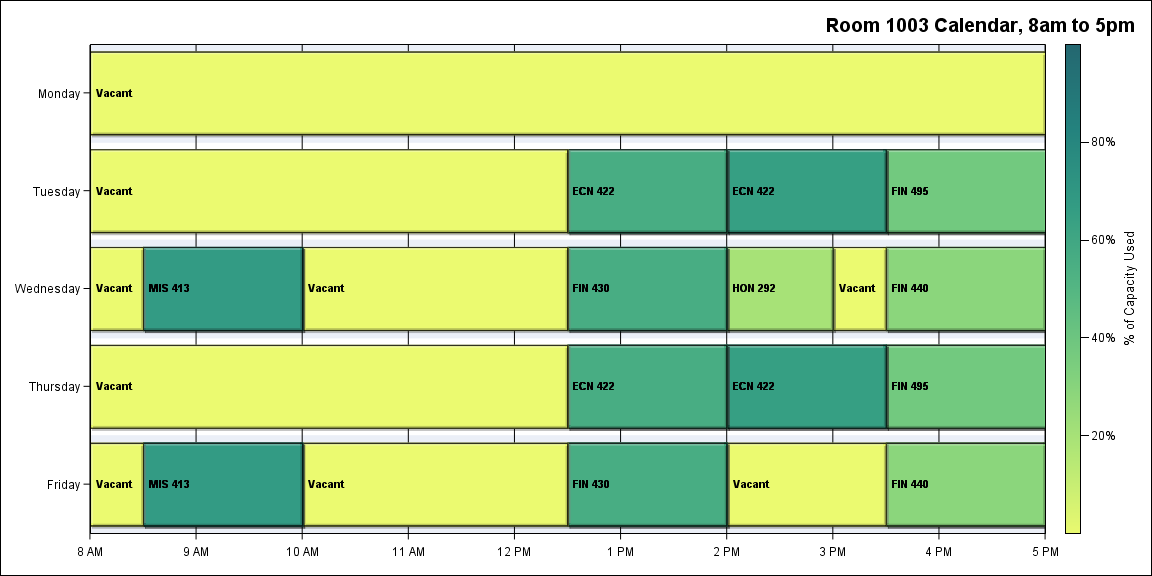 Room 1003 Calendar, 8am to 5pm
Monday
Vacant
80%
Tuesday
Vacant
ECN 422
ECN 422
FIN 495
60%
% of Capacity Used
Wednesday
Vacant
MIS 413
Vacant
FIN 430
HON 292
Vacant
FIN 440
40%
Thursday
Vacant
ECN 422
ECN 422
FIN 495
20%
Friday
Vacant
MIS 413
Vacant
FIN 430
Vacant
FIN 440
8 AM
9 AM
10 AM
11 AM
12 PM
1 PM
2 PM
3 PM
4 PM
5 PM